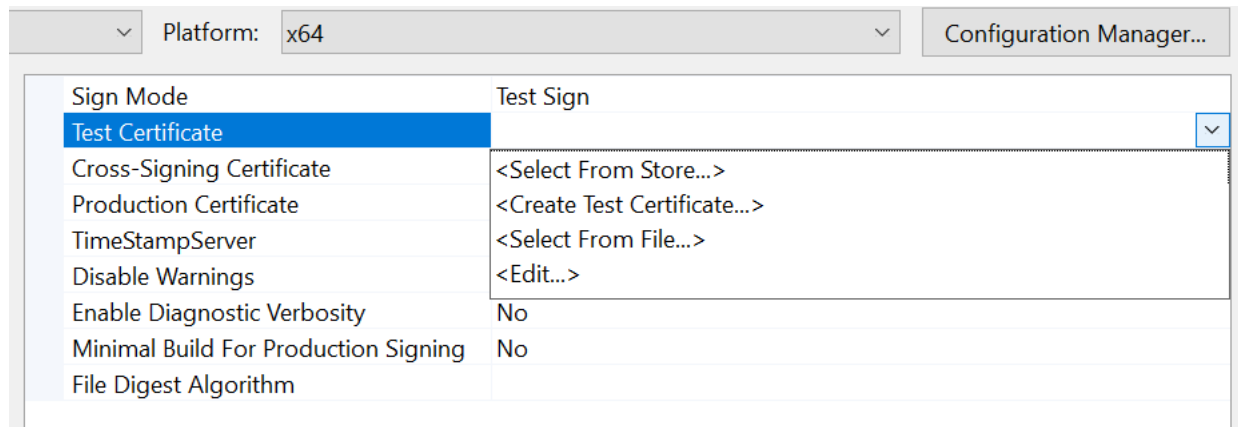 Platform: x64 Configuration Manager...
Sign Mode Test Sign
Test Certificate
Cross-Signing Certificate <Select From Store...>
Production Certificate <Create Test Certificate...>
TimeStampServer <Select From File...>
Disable Warnings <Edit...>
Enable Diagnostic Verbosity No
Minimal Build For Production Signing No
File Digest Algorithm